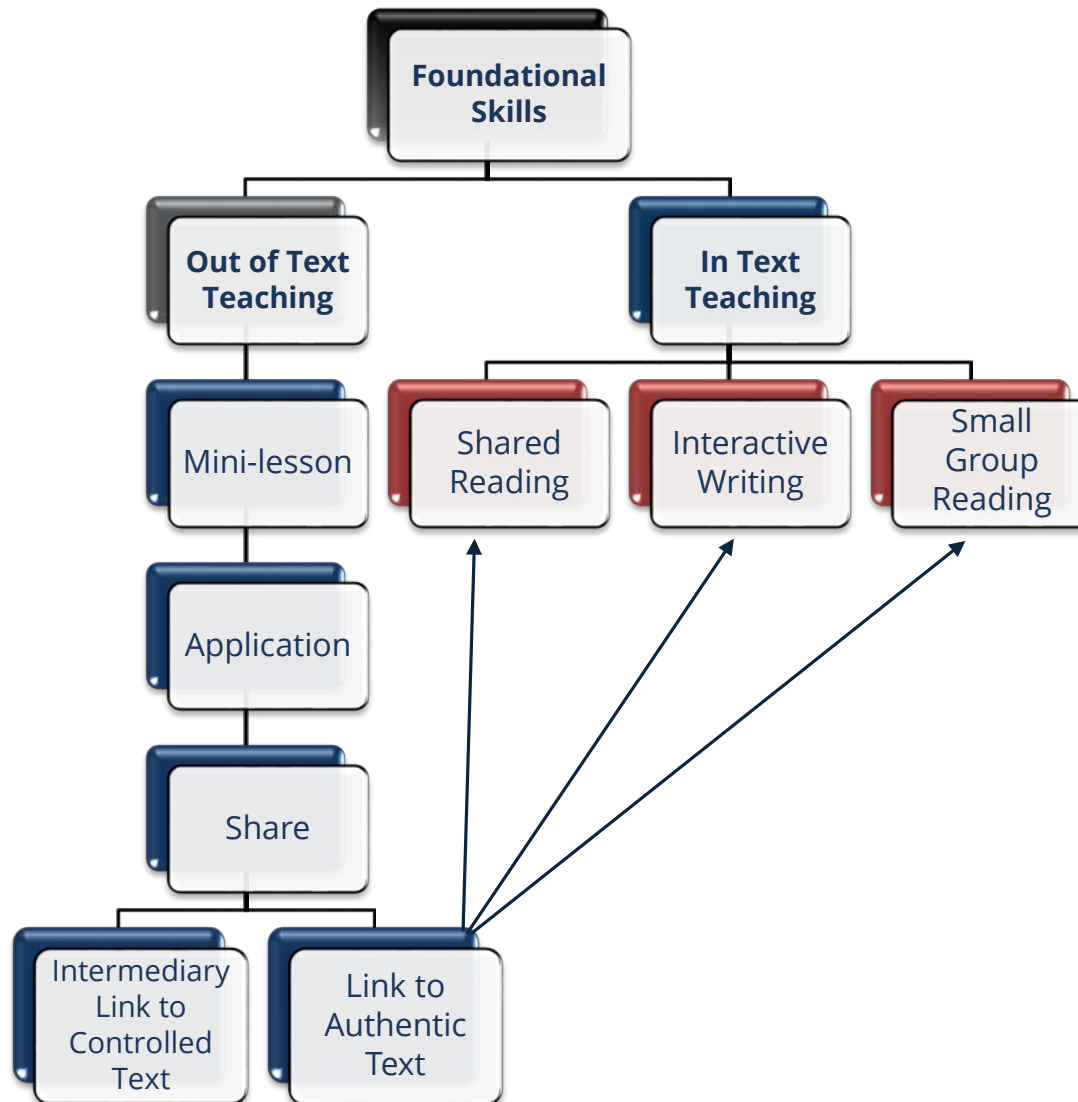 Foundational
Skills
Out of Text
Teaching
In Text
Teaching
Mini-lesson
Shared
Reading
Interactive
Writing
Small
Group
Reading
Application
Share
Intermediary
Link to
Controlled
Text
Link to
Authentic
Text